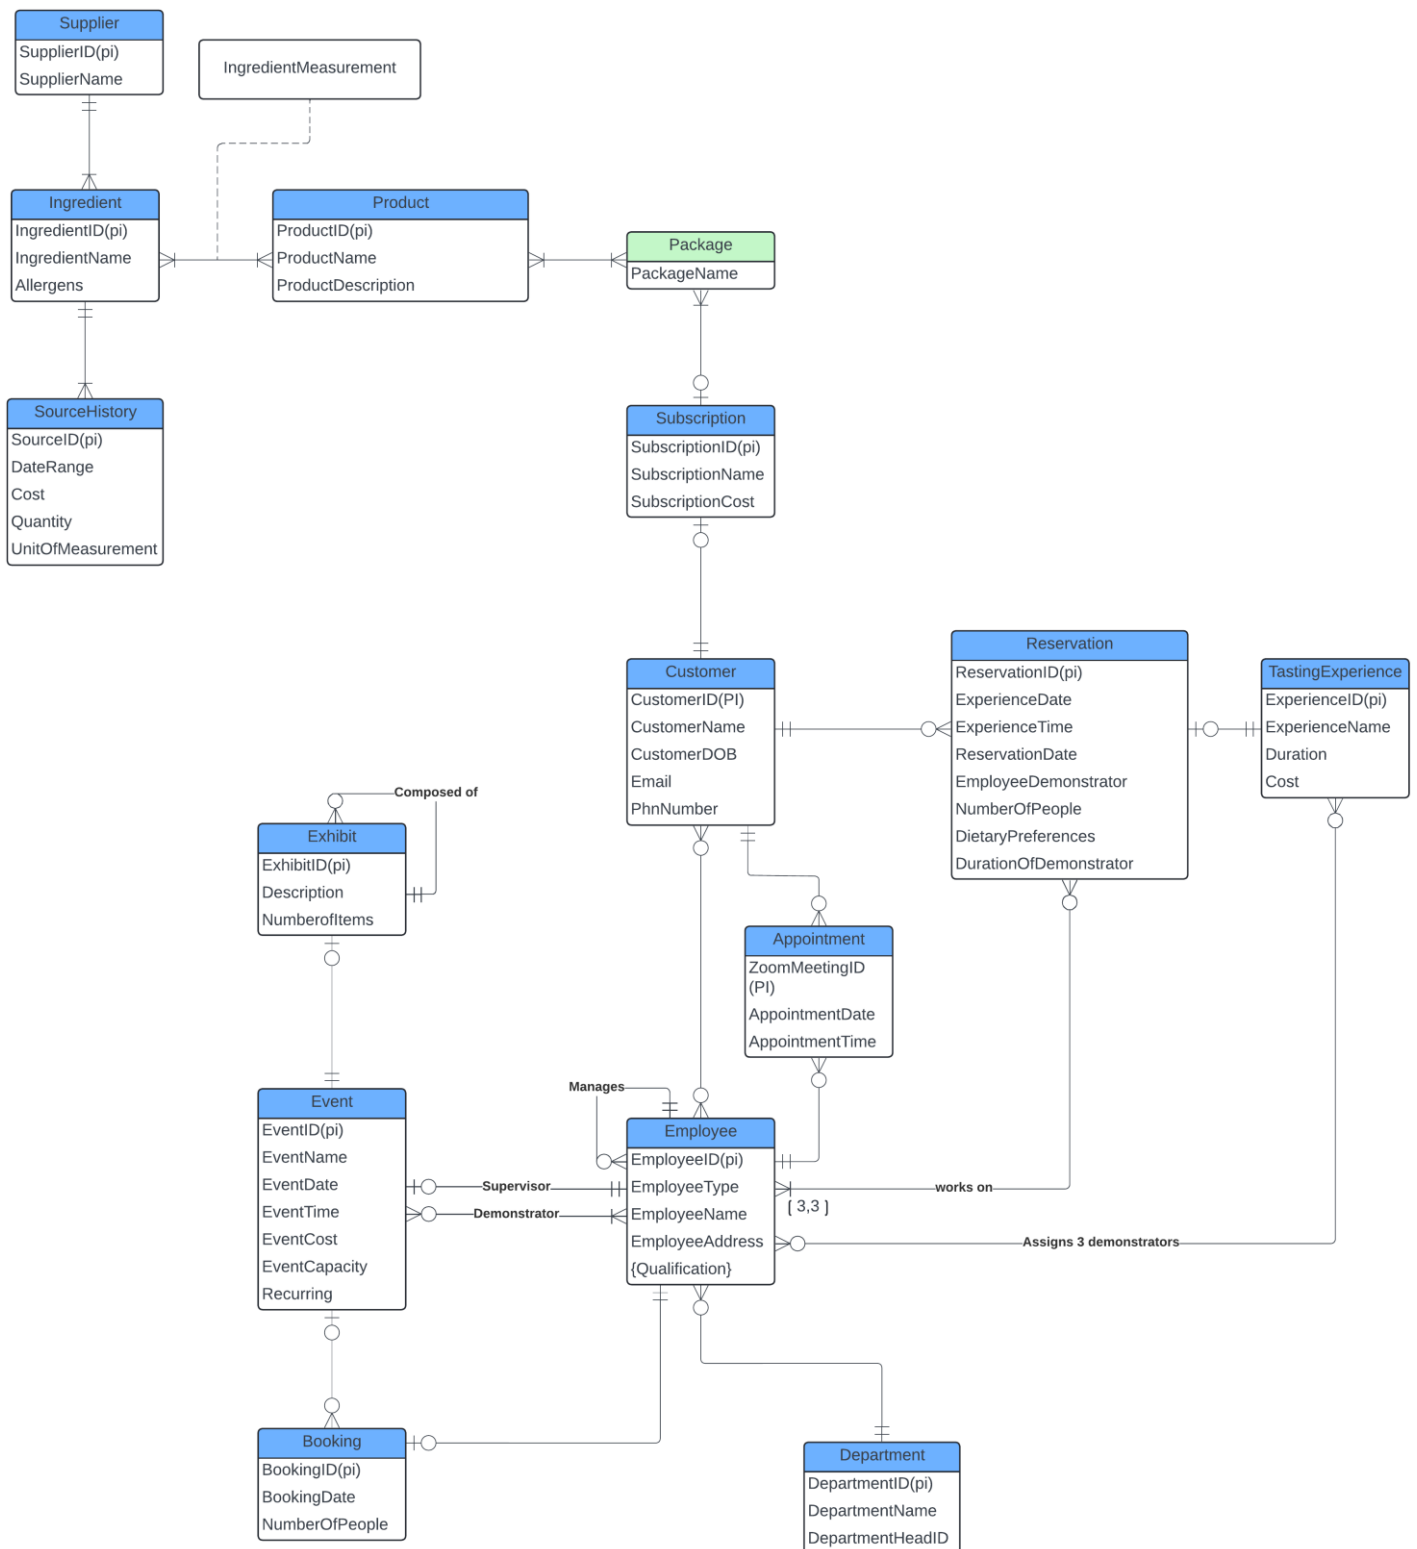 Supplier
SupplierID(pi)
SupplierName
IngredientMeasurement
Ingredient
IngredientID(pi)
IngredientName
Allergens
Product
ProductID(pi)
ProductName
ProductDescription
Package
PackageName
SourceHistory
SourceID(pi)
DateRange
Cost
Quantity
UnitOfMeasurement
Subscription
SubscriptionID(pi)
SubscriptionName
SubscriptionCost
Customer
CustomerID(PI)
CustomerName
CustomerDOB
Email
PhnNumber
Reservation
ReservationID(pi)
ExperienceDate
ExperienceTime
ReservationDate
EmployeeDemonstrator
NumberOfPeople
DietaryPreferences
DurationOfDemonstrator
TastingExperience
ExperienceID(pi)
ExperienceName
Duration
Cost
Composed of
Exhibit
ExhibitID(pi)
Description
NumberofItems
Appointment
ZoomMeetingID
(PI)
AppointmentDate
AppointmentTime
Manages
Event
EventID(pi)
EventName
EventDate
EventTime
EventCost
EventCapacity
Recurring
Supervisor
Demonstrator
Employee
EmployeeID(pi)
EmployeeType
EmployeeName
EmployeeAddress
{Qualification}
works on
[ 3,3 ]
Assigns 3 demonstrators
Booking
BookingID(pi)
BookingDate
NumberOfPeople
Department
DepartmentID(pi)
DepartmentName
DepartmentHeadID